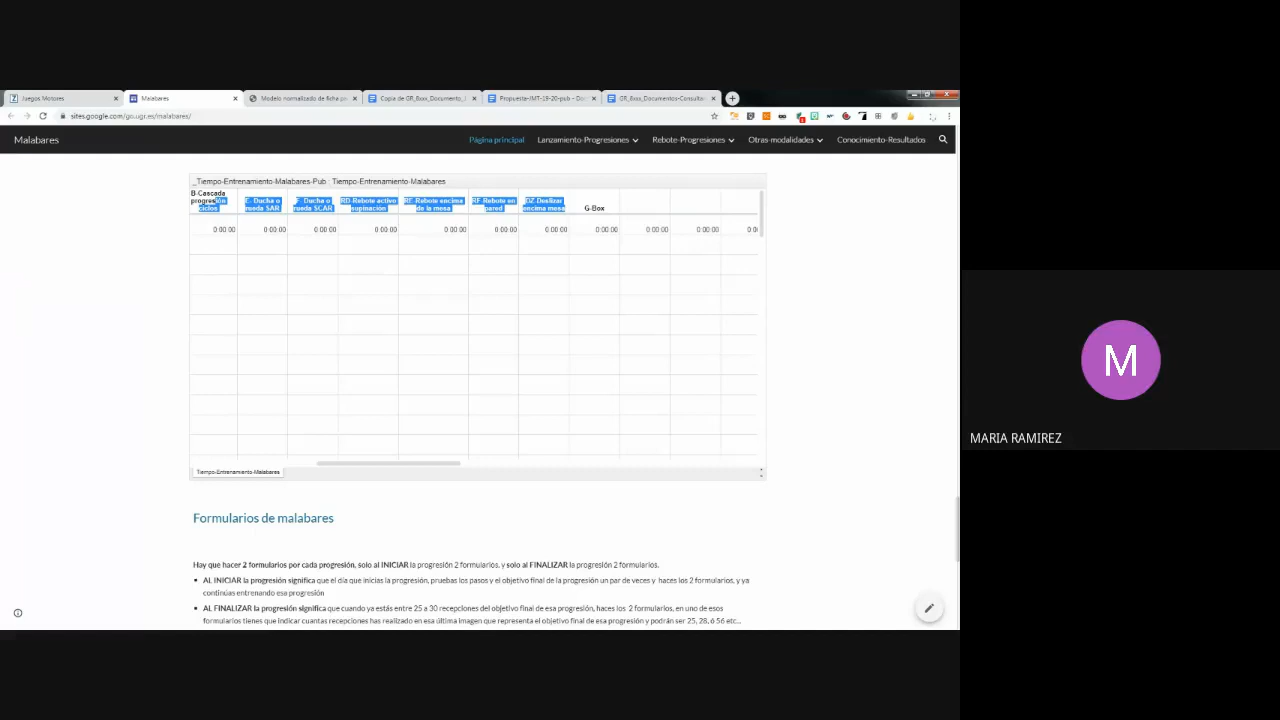 Juegos Motores
Malabares
Modelo normalizado de ficha pe
Copia de GR_8xxx_Documento_
Propuesta-IMT-19-20-pub - Do
GR_8xxx_Documentos-Consulta
sites.google.com/go.ugr.es/malabares/
Malabares
Página principal
Lanzamiento-Progresiones
Rebote-Progresiones
Otras-modalidades
Conocimiento-Resultados
_Tiempo-Entrenamiento-Malabares-Pub : Tiempo-Entrenamiento-Malabares
B-Cascada progresión ciclos
E- Ducha o rueda SAR
F- Ducha o rueda SCAR
RD-Rebote activo supinación
RE-Rebote encima de la mesa
RF-Rebote en pared
DZ-Deslizar encima mesa
G-Box
0:00:00 0:00:00 0:00:00 0:00:00 0:00:00 0:00:00 0:00:00 0:00:00 0:00:00 0:00:00 0:0
Tiempo-Entrenamiento-Malabares
Formularios de malabares
Hay que hacer 2 formularios por cada progresión, solo al INICIAR la progresión 2 formularios, y solo al FINALIZAR la progresión 2 formularios.
AL INICIAR la progresión significa que el día que inicias la progresión, pruebas los pasos y el objetivo final de la progresión un par de veces y haces los 2 formularios, y ya
continúas entrenando esa progresión
AL FINALIZAR la progresión significa que cuando ya estás entre 25 a 30 recepciones del objetivo final de esa progresión, haces los 2 formularios, en uno de esos
formularios tienes que indicar cuantas recepciones has realizado en esa última imagen que representa el objetivo final de esa progresión y podrán ser 25, 28, ó 56 etc...
M
MARIA RAMIREZ